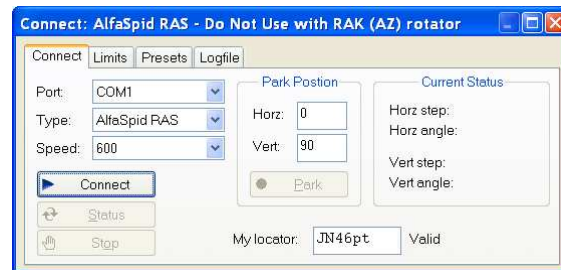 Connect: AlfaSpid RAS - Do Not Use with RAK (AZ) rotator
Connect Limits Presets Logfile
Port: COM1
Type: AlfaSpid RAS
Speed: 600
Connect
Status
Stop
Park Postion
Horz: 0
Vert: 90
Park
Current Status
Horz step:
Horz angle:
Vert step:
Vert angle:
My locator: JN46pt Valid